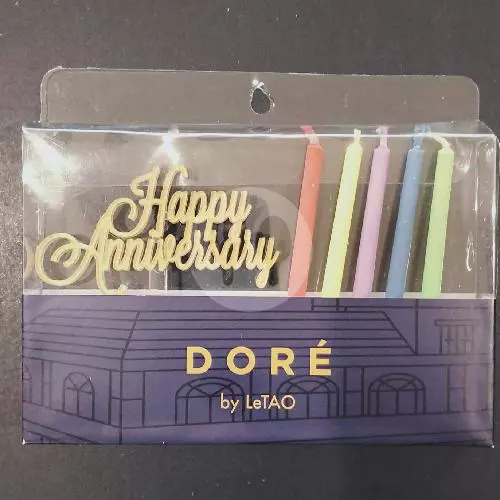 Happy
Anniversary
DORÉ
by LeTAO